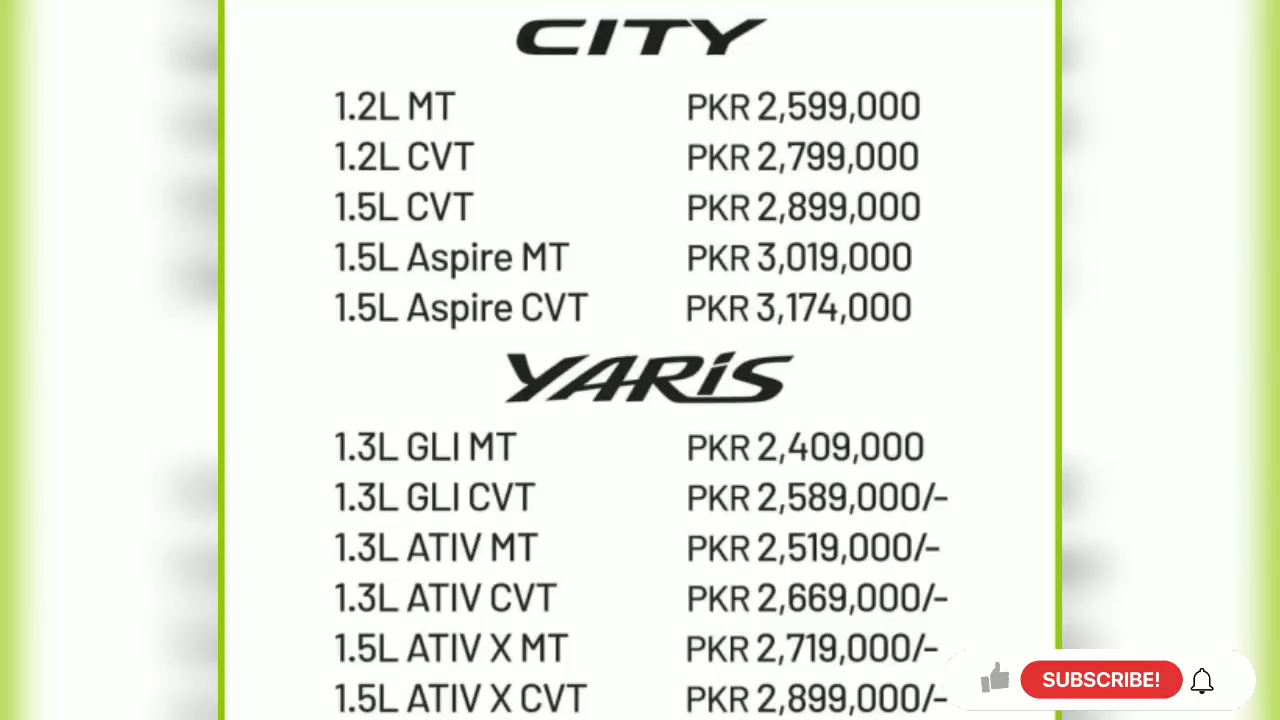 CITY
1.2L MT PKR 2,599,000
1.2L CVT PKR 2,799,000
1.5L CVT PKR 2,899,000
1.5L Aspire MT PKR 3,019,000
1.5L Aspire CVT PKR 3,174,000
YARiS
1.3L GLI MT PKR 2,409,000
1.3L GLI CVT PKR 2,589,000/-
1.3L ATIV MT PKR 2,519,000/-
1.3L ATIV CVT PKR 2,669,000/-
1.5L ATIV X MT PKR 2,719,000/-
1.5L ATIV X CVT PKR 2,899,000/-
SUBSCRIBE!